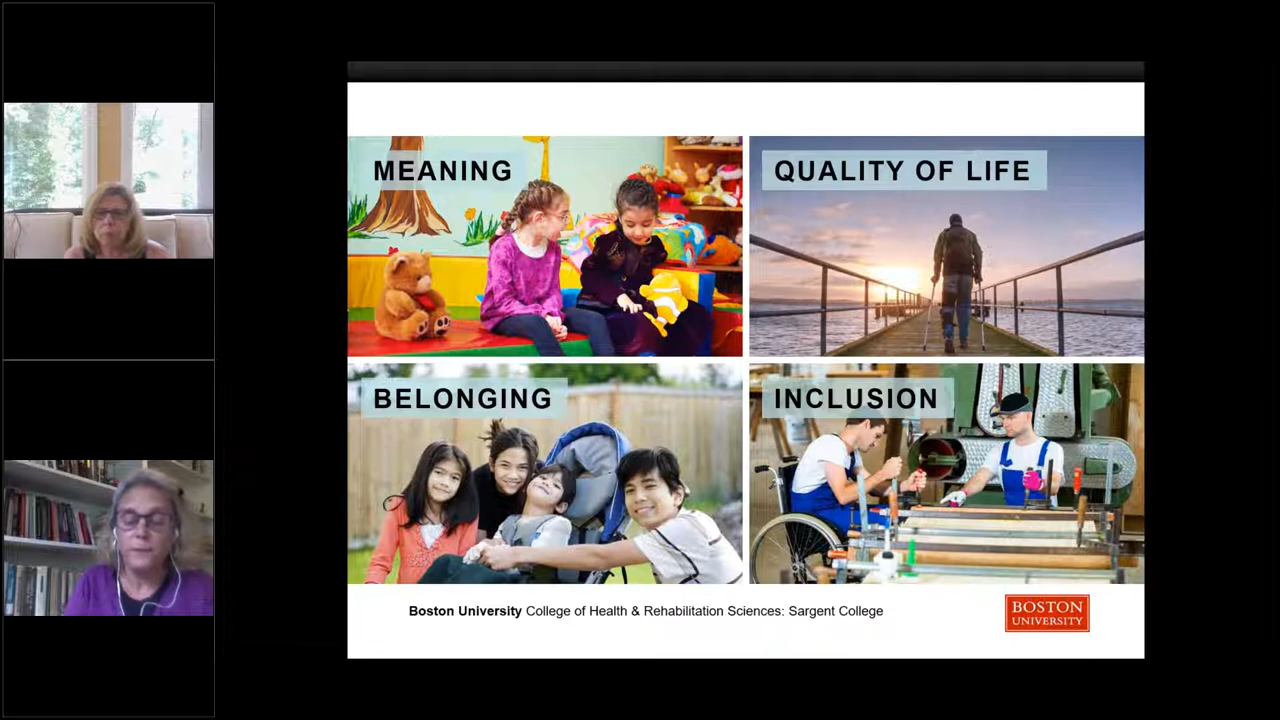 MEANING
QUALITY OF LIFE
BELONGING
INCLUSION
Boston University College of Health & Rehabilitation Sciences: Sargent College
BOSTON
UNIVERSITY